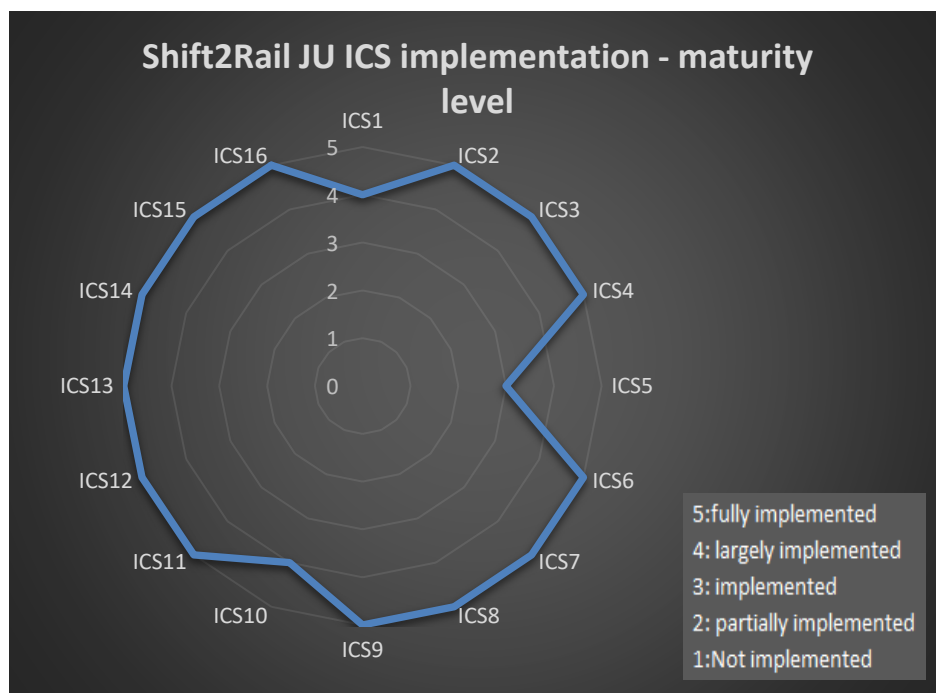 Shift2Rail JU ICS implementation - maturity
level
ICS1
ICS2
ICS3
ICS4
ICS5
ICS6
ICS7
ICS8
ICS9
ICS10
ICS11
ICS12
ICS13
ICS14
ICS15
ICS16
5
4
3
2
1
0
5:fully implemented
4: largely implemented
3: implemented
2: partially implemented
1:Not implemented